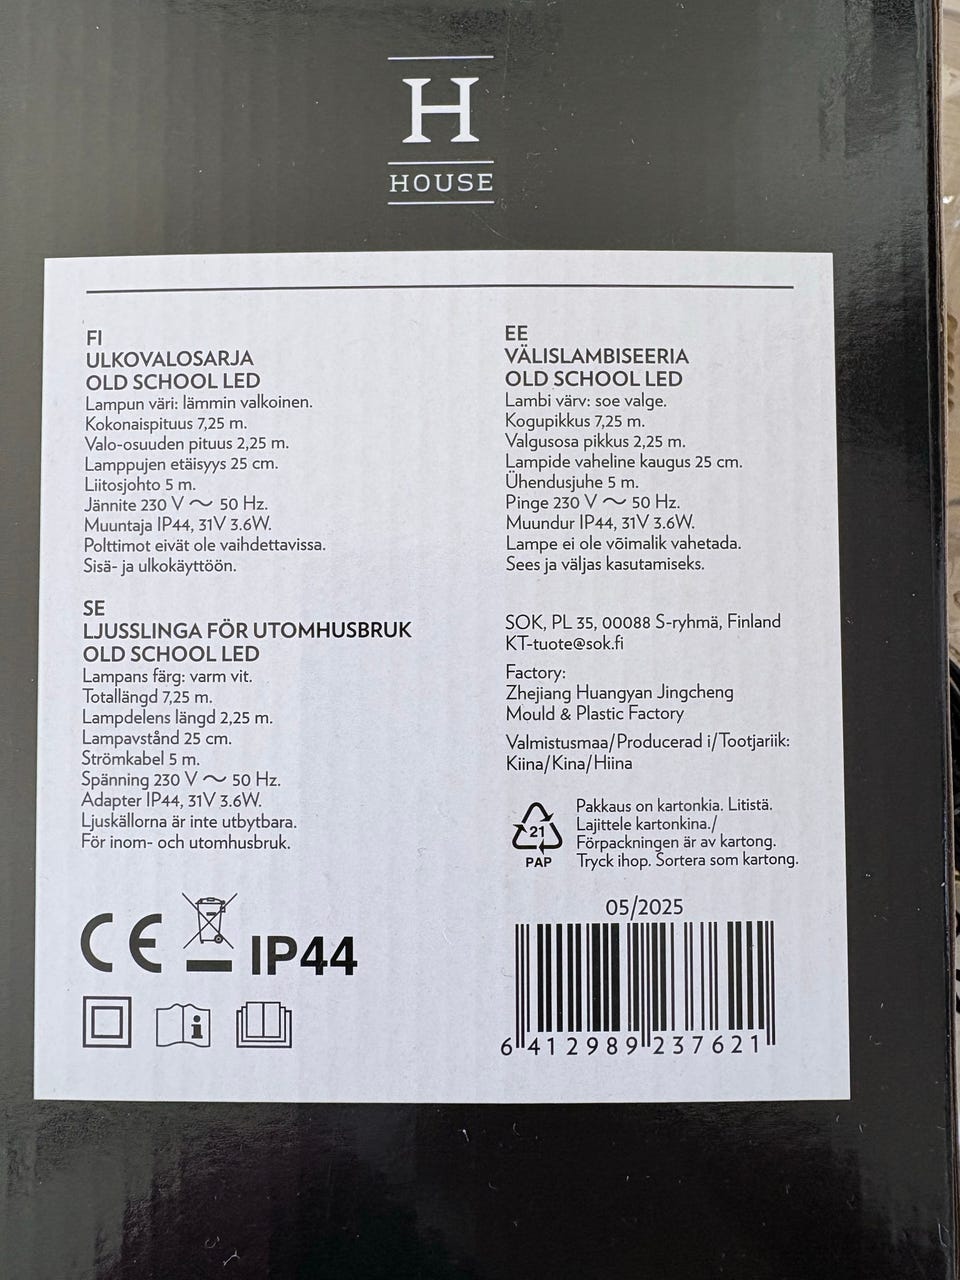 H
HOUSE
FI
ULKOVALOSARJA
OLD SCHOOL LED
Lampun väri: lämmin valkoinen.
Kokonaispituus 7,25 m.
Valo-osuuden pituus 2,25 m.
Lamppujen etäisyys 25 cm.
Liitosjohto 5 m.
Jännite 230 V ~ 50 Hz.
Muuntaja IP44, 31V 3.6W.
Polttimot eivät ole vaihdettavissa.
Sisä- ja ulkokäyttöön.
SE
LJUSSLINGA FÖR UTOMHUSBRUK
OLD SCHOOL LED
Lampans färg: varm vit.
Totallängd 7,25 m.
Lampdelens längd 2,25 m.
Lampavstånd 25 cm.
Strömkabel 5 m.
Spänning 230 V ~ 50 Hz.
Adapter IP44, 31V 3.6W.
Ljuskällorna är inte utbytbara.
För inom- och utomhusbruk.
CE IP44
EE
VÄLISLAMBISEERIA
OLD SCHOOL LED
Lambi värv: soe valge.
Kogupikkus 7,25 m.
Valgusosa pikkus 2,25 m.
Lampide vaheline kaugus 25 cm.
Ühendusjuhe 5 m.
Pinge 230 V ~ 50 Hz.
Muundur IP44, 31V 3.6W.
Lampe ei ole võimalik vahetada.
Sees ja väljas kasutamiseks.
SOK, PL 35, 00088 S-ryhmä, Finland
KT-tuote@sok.fi
Factory:
Zhejiang Huangyan Jingcheng
Mould & Plastic Factory
Valmistusmaa/Producerad i/Tootjariik:
Kiina/Kina/Hiina
21
PAP
Pakkaus on kartonkia. Litistä.
Lajittele kartonkina./
Förpackningen är av kartong.
Tryck ihop. Sortera som kartong.
05/2025
6 412989 237621